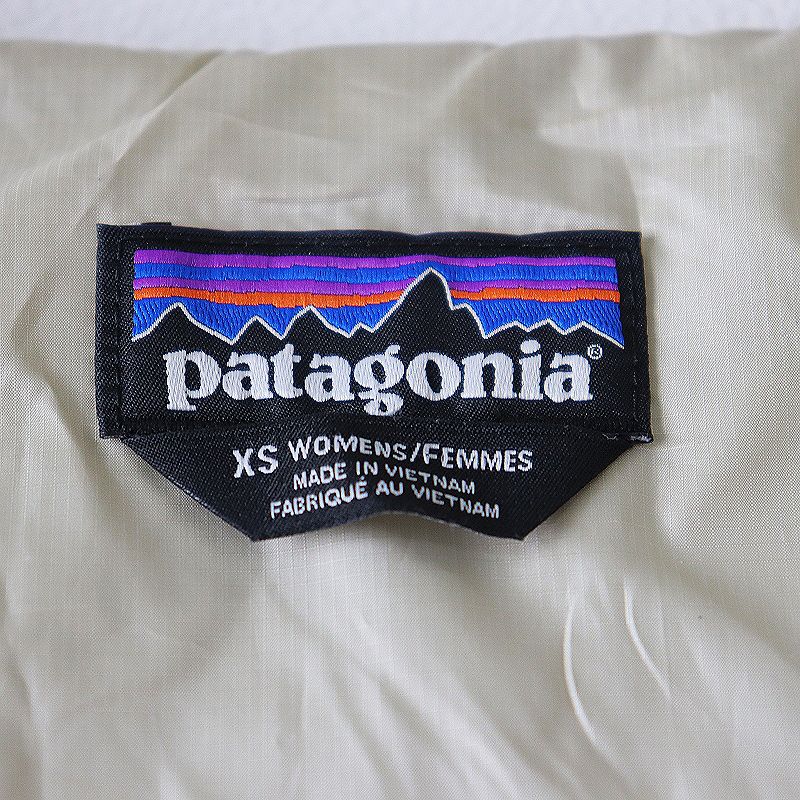 patagonia®
XS WOMENS/FEMMES
MADE IN VIETNAM
FABRIQUÉ AU VIETNAM